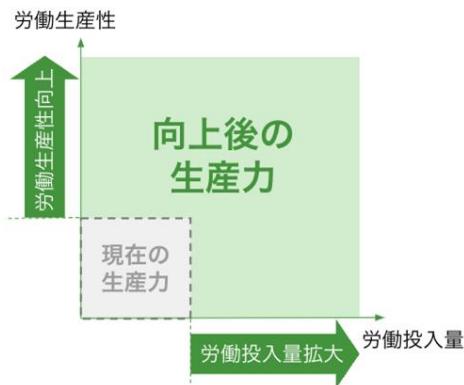 労働生産性
労働生産性向上
向上後の
生産力
現在の
生産力
労働投入量
労働投入量拡大